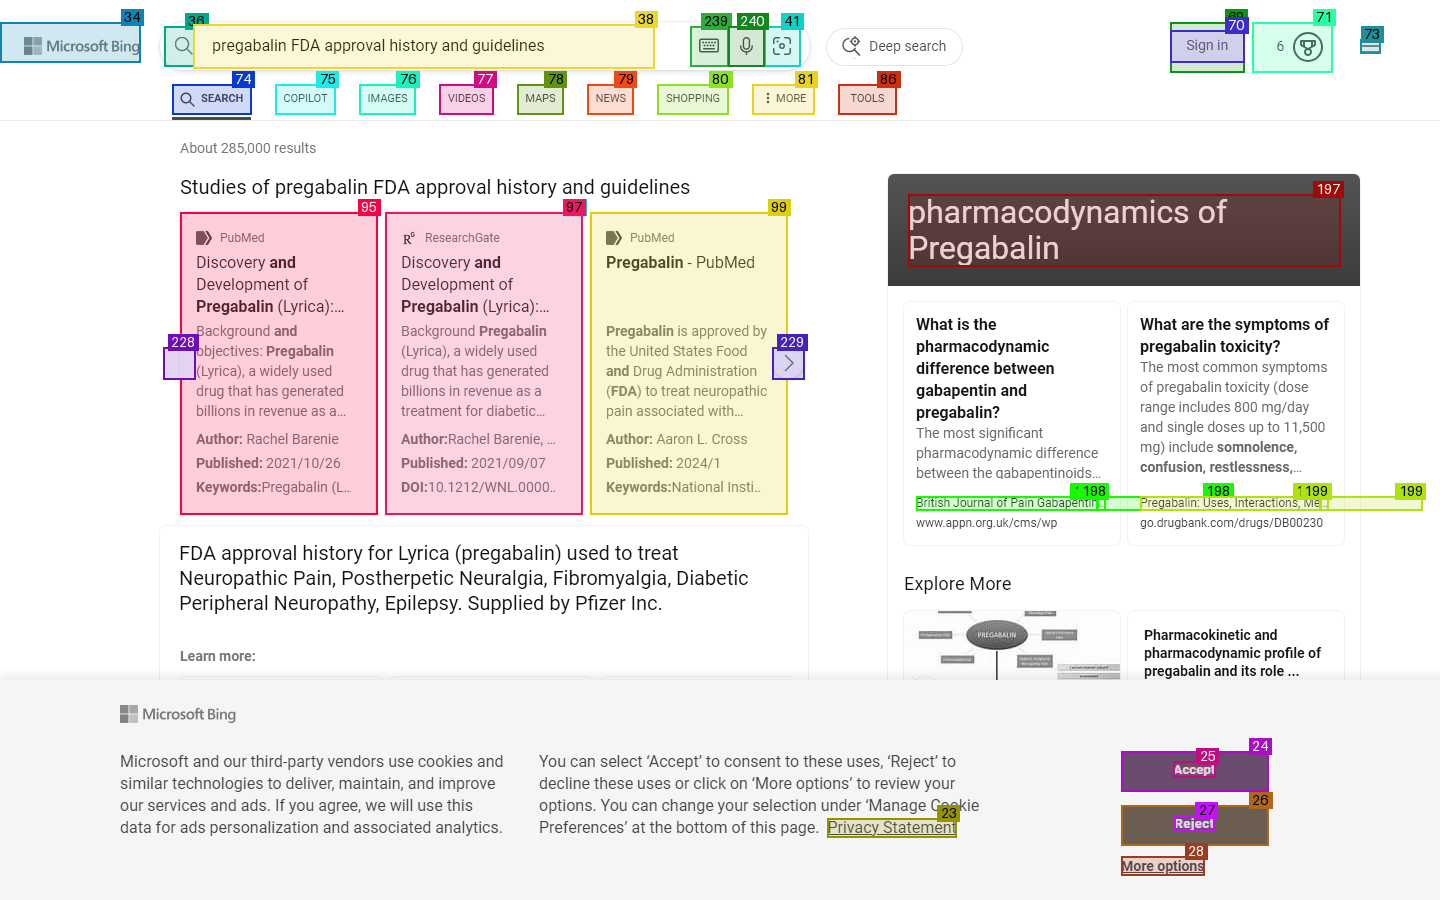 34
Microsoft Bing
36
pregabalin FDA approval history and guidelines
38
239
240
41
Deep search
70
Sign in
71
6
73
74
SEARCH
75
COPILOT
76
IMAGES
77
VIDEOS
78
MAPS
79
NEWS
80
SHOPPING
81
MORE
86
TOOLS
About 285,000 results
Studies of pregabalin FDA approval history and guidelines
95
PubMed
Discovery and
Development of
Pregabalin (Lyrica):...
Background and
objectives: Pregabalin
(Lyrica), a widely used
drug that has generated
billions in revenue as a...
Author: Rachel Barenie
Published: 2021/10/26
Keywords:Pregabalin (L..
228
97
ResearchGate
Discovery and
Development of
Pregabalin (Lyrica):...
Background Pregabalin
(Lyrica), a widely used
drug that has generated
billions in revenue as a
treatment for diabetic...
Author:Rachel Barenie, ...
Published: 2021/09/07
DOI:10.1212/WNL.0000..
99
PubMed
Pregabalin - PubMed
Pregabalin is approved by
the United States Food
and Drug Administration
(FDA) to treat neuropathic
pain associated with...
Author: Aaron L. Cross
Published: 2024/1
Keywords:National Insti..
229
FDA approval history for Lyrica (pregabalin) used to treat
Neuropathic Pain, Postherpetic Neuralgia, Fibromyalgia, Diabetic
Peripheral Neuropathy, Epilepsy. Supplied by Pfizer Inc.
Learn more:
197
pharmacodynamics of
Pregabalin
What is the
pharmacodynamic
difference between
gabapentin and
pregabalin?
The most significant
pharmacodynamic difference
between the gabapentinoids...
198
British Journal of Pain Gabapentin
www.appn.org.uk/cms/wp
What are the symptoms of
pregabalin toxicity?
The most common symptoms
of pregabalin toxicity (dose
range includes 800 mg/day
and single doses up to 11,500
mg) include somnolence,
confusion, restlessness,...
198
199
199
Pregabalin: Uses, Interactions, Me...
go.drugbank.com/drugs/DB00230
Explore More
PREGABALIN
Pharmacokinetic and
pharmacodynamic profile of
pregabalin and its role ...
Microsoft Bing
Microsoft and our third-party vendors use cookies and
similar technologies to deliver, maintain, and improve
our services and ads. If you agree, we will use this
data for ads personalization and associated analytics.
You can select ‘Accept’ to consent to these uses, ‘Reject’ to
decline these uses or click on ‘More options’ to review your
options. You can change your selection under ‘Manage Cookie
Preferences’ at the bottom of this page. Privacy Statement
23
24
25
Accept
26
27
Reject
28
More options